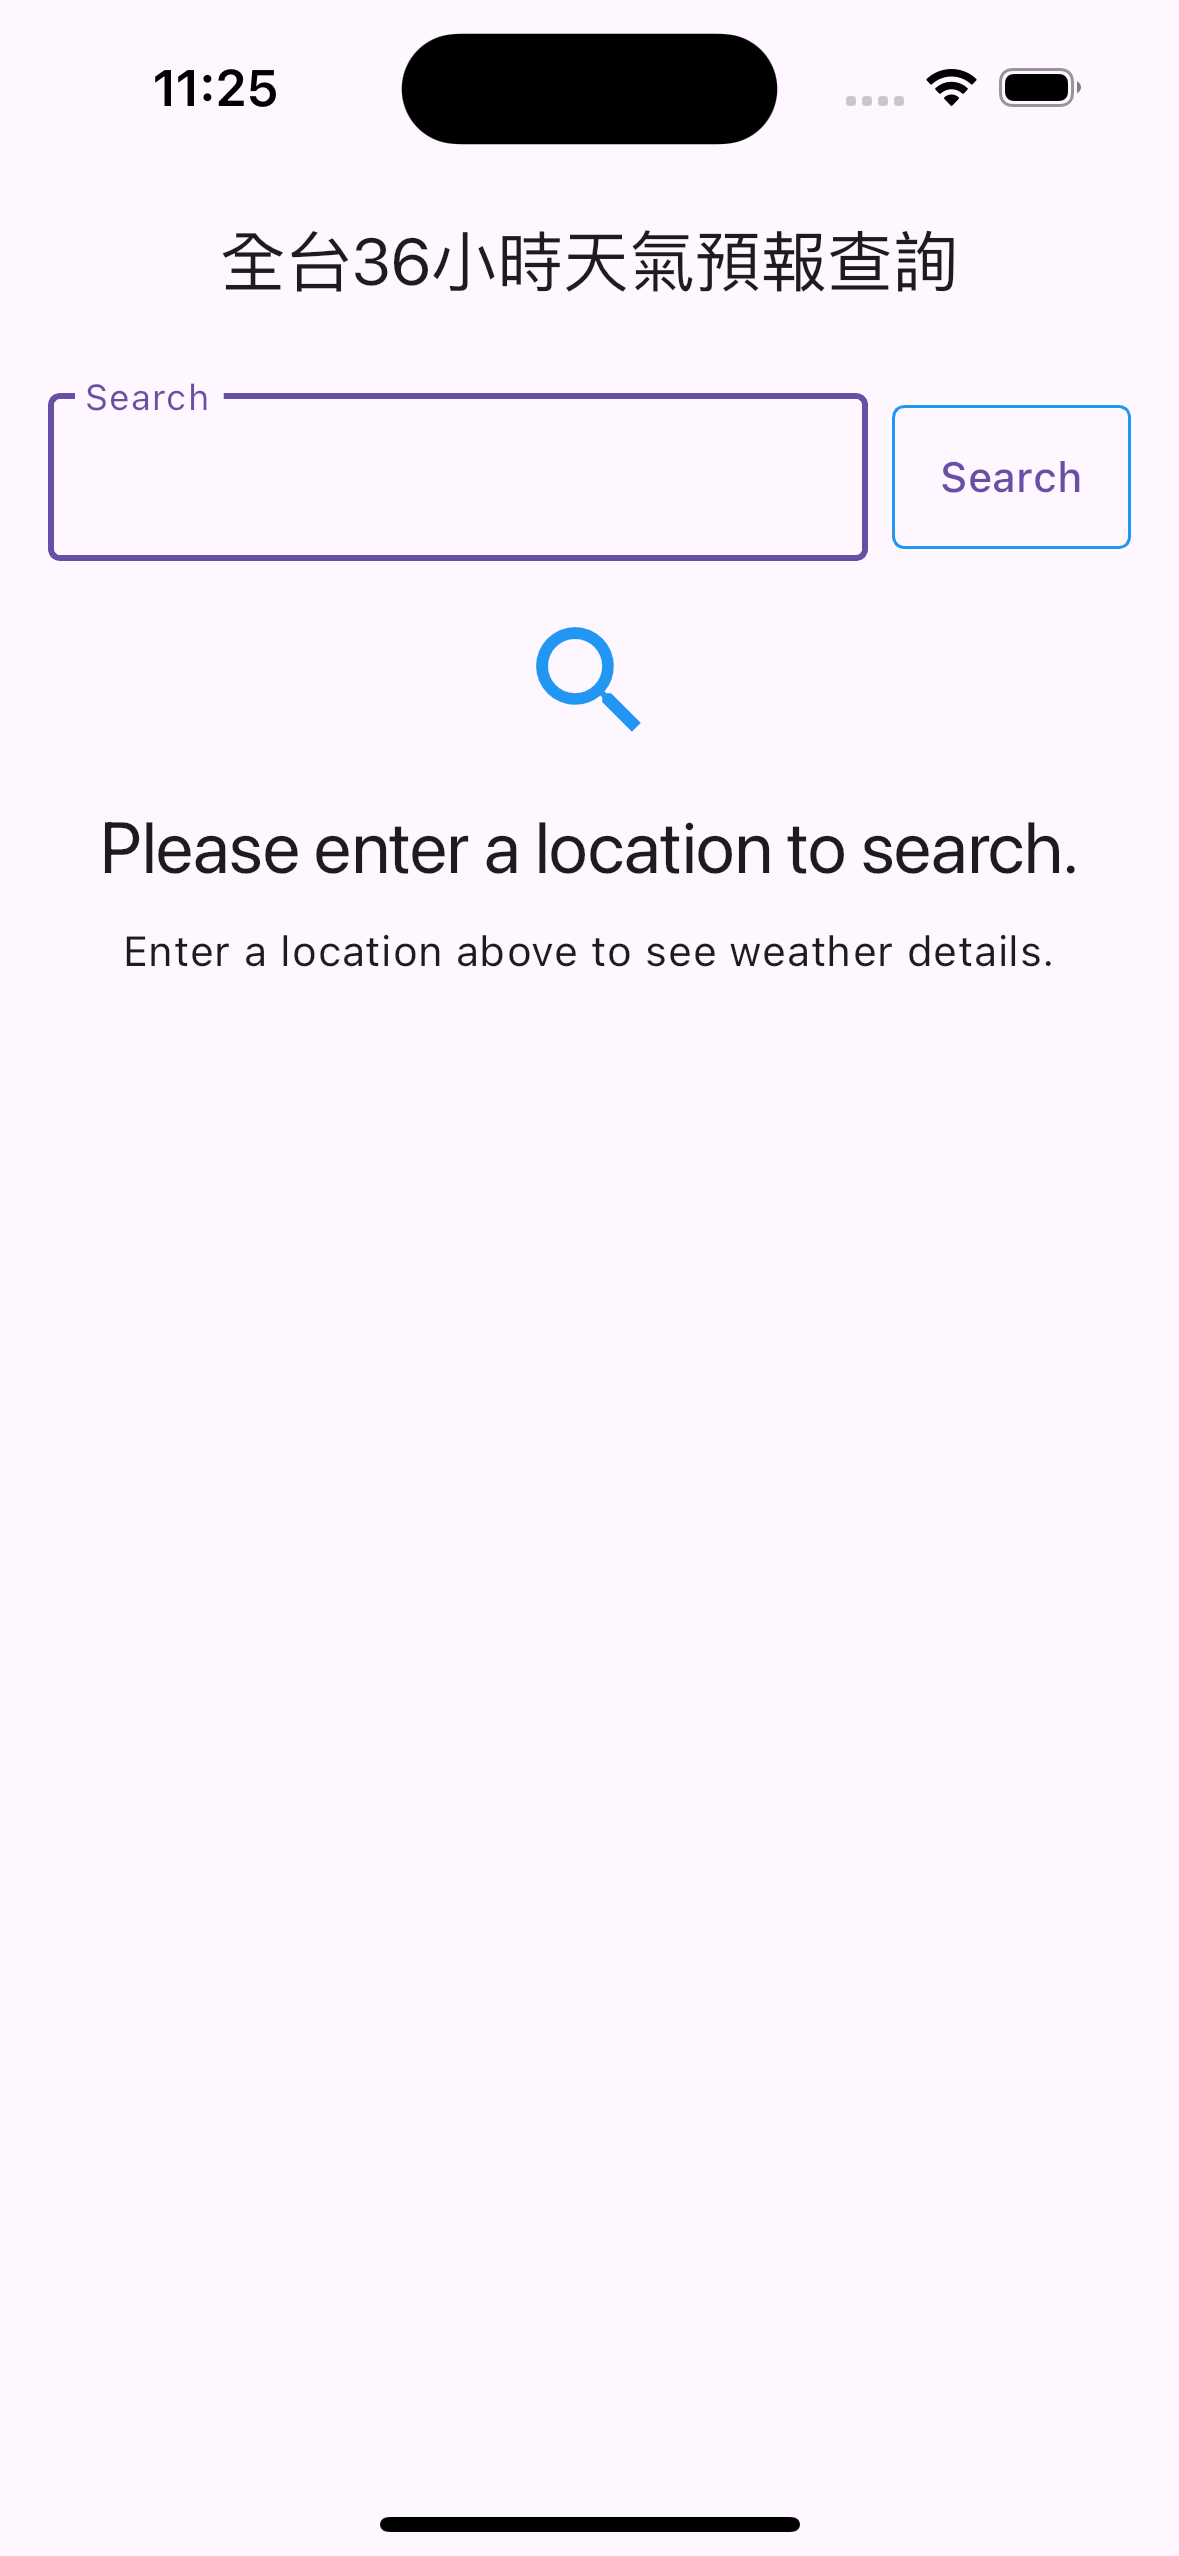 11:25
全台36小時天氣預報查詢
Search
Search
Please enter a location to search.
Enter a location above to see weather details.